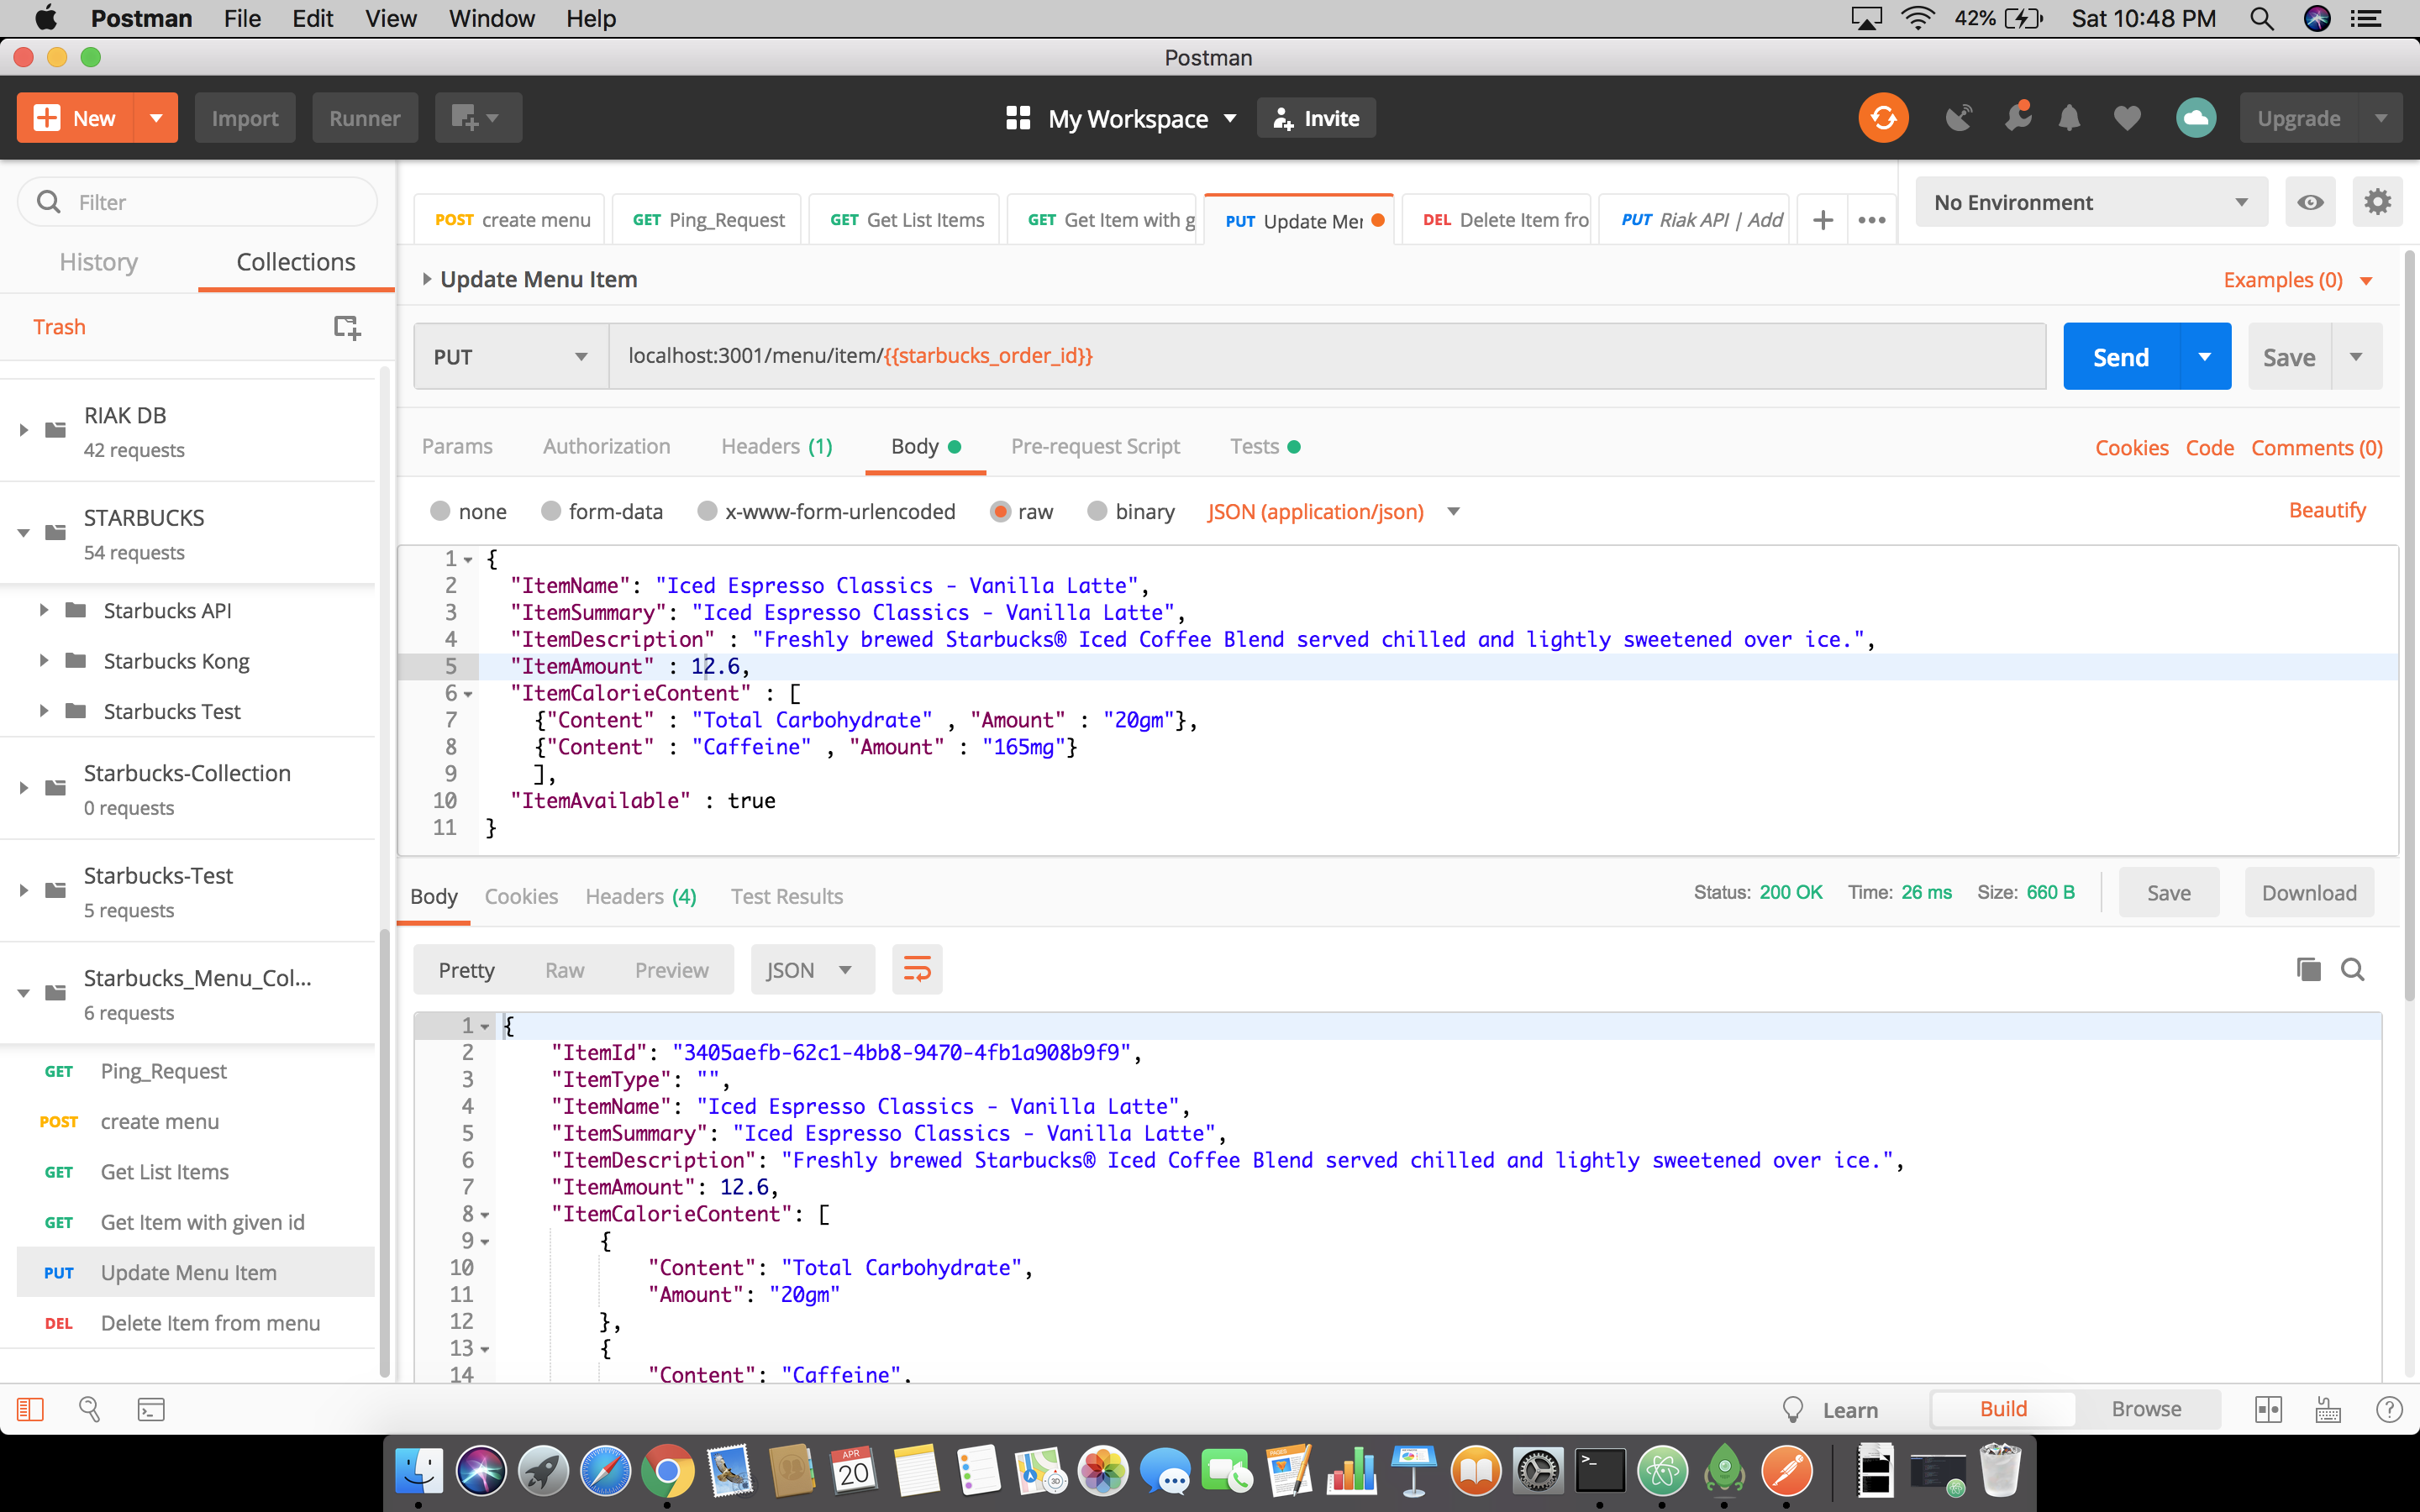 Postman File Edit View Window Help 42% Sat 10:48 PM
Postman
New Import Runner My Workspace Invite Upgrade
Filter
History Collections
Trash
RIAK DB
42 requests
STARBUCKS
54 requests
Starbucks API
Starbucks Kong
Starbucks Test
Starbucks-Collection
0 requests
Starbucks-Test
5 requests
Starbucks_Menu_Col...
6 requests
GET Ping_Request
POST create menu
GET Get List Items
GET Get Item with given id
PUT Update Menu Item
DEL Delete Item from menu
POST create menu GET Ping_Request GET Get List Items GET Get Item with g PUT Update Mer DEL Delete Item fro PUT Riak API | Add
No Environment
Update Menu Item
Examples (0)
PUT localhost:3001/menu/item/{{starbucks_order_id}} Send Save
Params Authorization Headers (1) Body Pre-request Script Tests Cookies Code Comments (0)
none form-data x-www-form-urlencoded raw binary JSON (application/json) Beautify
1 {
2 "ItemName": "Iced Espresso Classics - Vanilla Latte",
3 "ItemSummary": "Iced Espresso Classics - Vanilla Latte",
4 "ItemDescription" : "Freshly brewed Starbucks® Iced Coffee Blend served chilled and lightly sweetened over ice.",
5 "ItemAmount" : 12.6,
6 "ItemCalorieContent" : [
7 {"Content" : "Total Carbohydrate" , "Amount" : "20gm"},
8 {"Content" : "Caffeine" , "Amount" : "165mg"}
9 ],
10 "ItemAvailable" : true
11 }
Body Cookies Headers (4) Test Results Status: 200 OK Time: 26 ms Size: 660 B Save Download
Pretty Raw Preview JSON
1 {
2 "ItemId": "3405aefb-62c1-4bb8-9470-4fb1a908b9f9",
3 "ItemType": "",
4 "ItemName": "Iced Espresso Classics - Vanilla Latte",
5 "ItemSummary": "Iced Espresso Classics - Vanilla Latte",
6 "ItemDescription": "Freshly brewed Starbucks® Iced Coffee Blend served chilled and lightly sweetened over ice.",
7 "ItemAmount": 12.6,
8 "ItemCalorieContent": [
9 {
10 "Content": "Total Carbohydrate",
11 "Amount": "20gm"
12 },
13 {
14 "Content": "Caffeine",
Learn Build Browse
APR
20
3D